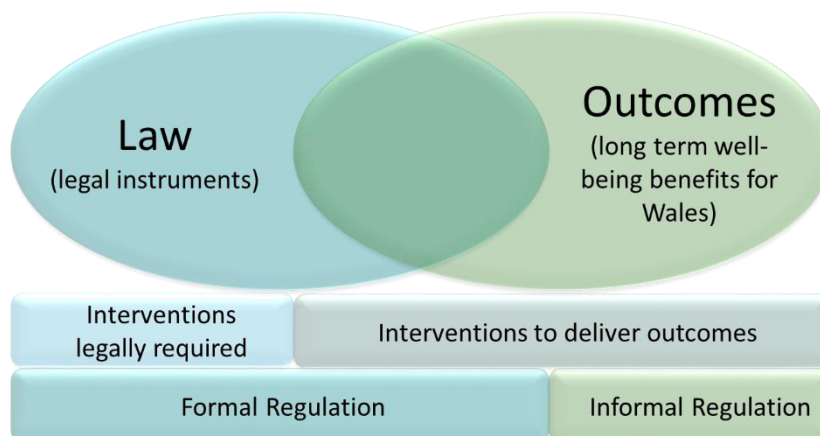 Law
(legal instruments)
Outcomes
(long term well-
being benefits for
Wales)
Interventions
legally required
Interventions to deliver outcomes
Formal Regulation
Informal Regulation